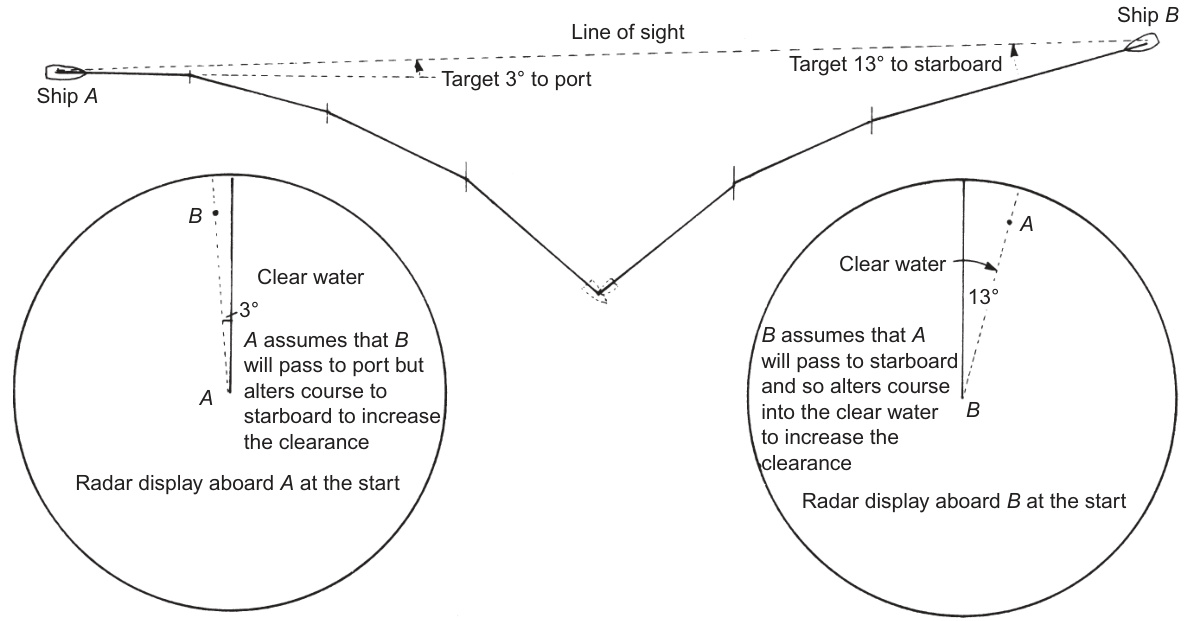 Ship B
Line of sight
Target 3° to port
Target 13° to starboard
Ship A
B
Clear water
3°
A assumes that B
will pass to port but
alters course to
starboard to increase
the clearance
A
Radar display aboard A at the start
A
Clear water
13°
B assumes that A
will pass to starboard
and so alters course
into the clear water
to increase the
clearance
B
Radar display aboard B at the start